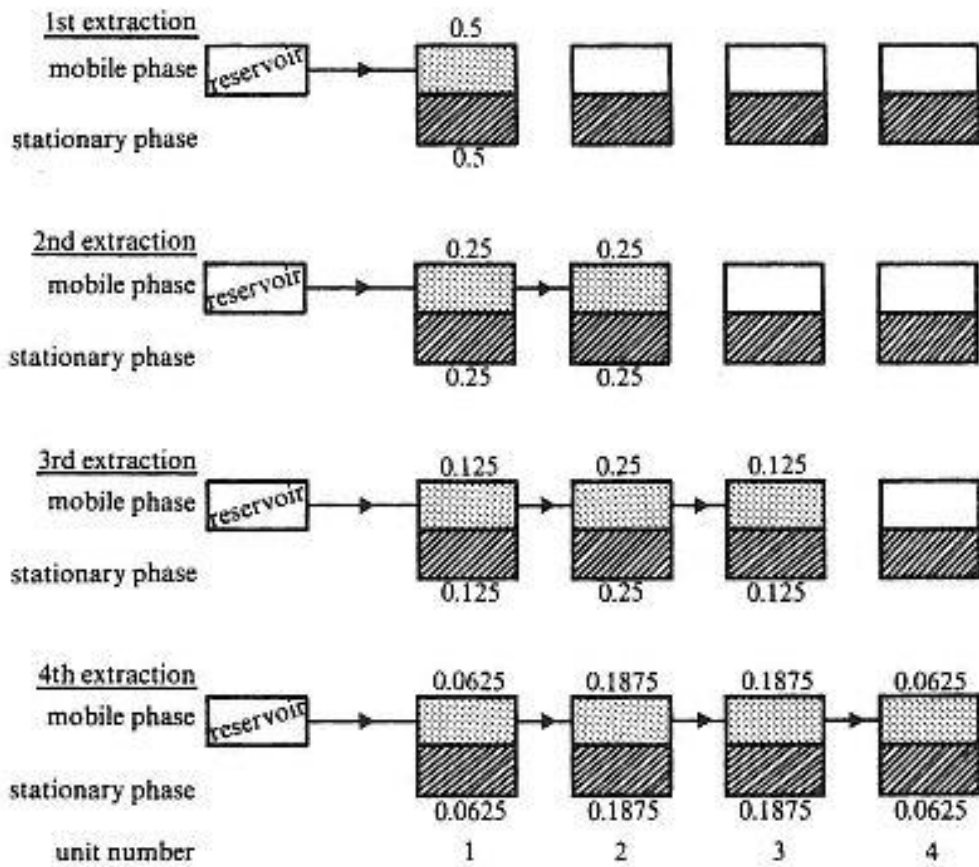 1st extraction
0.5
mobile phase
reservoir
stationary phase
0.5
2nd extraction
0.25 0.25
mobile phase
reservoir
stationary phase
0.25 0.25
3rd extraction
0.125 0.25 0.125
mobile phase
reservoir
stationary phase
0.125 0.25 0.125
4th extraction
0.0625 0.1875 0.1875 0.0625
mobile phase
reservoir
stationary phase
0.0625 0.1875 0.1875 0.0625
unit number 1 2 3 4